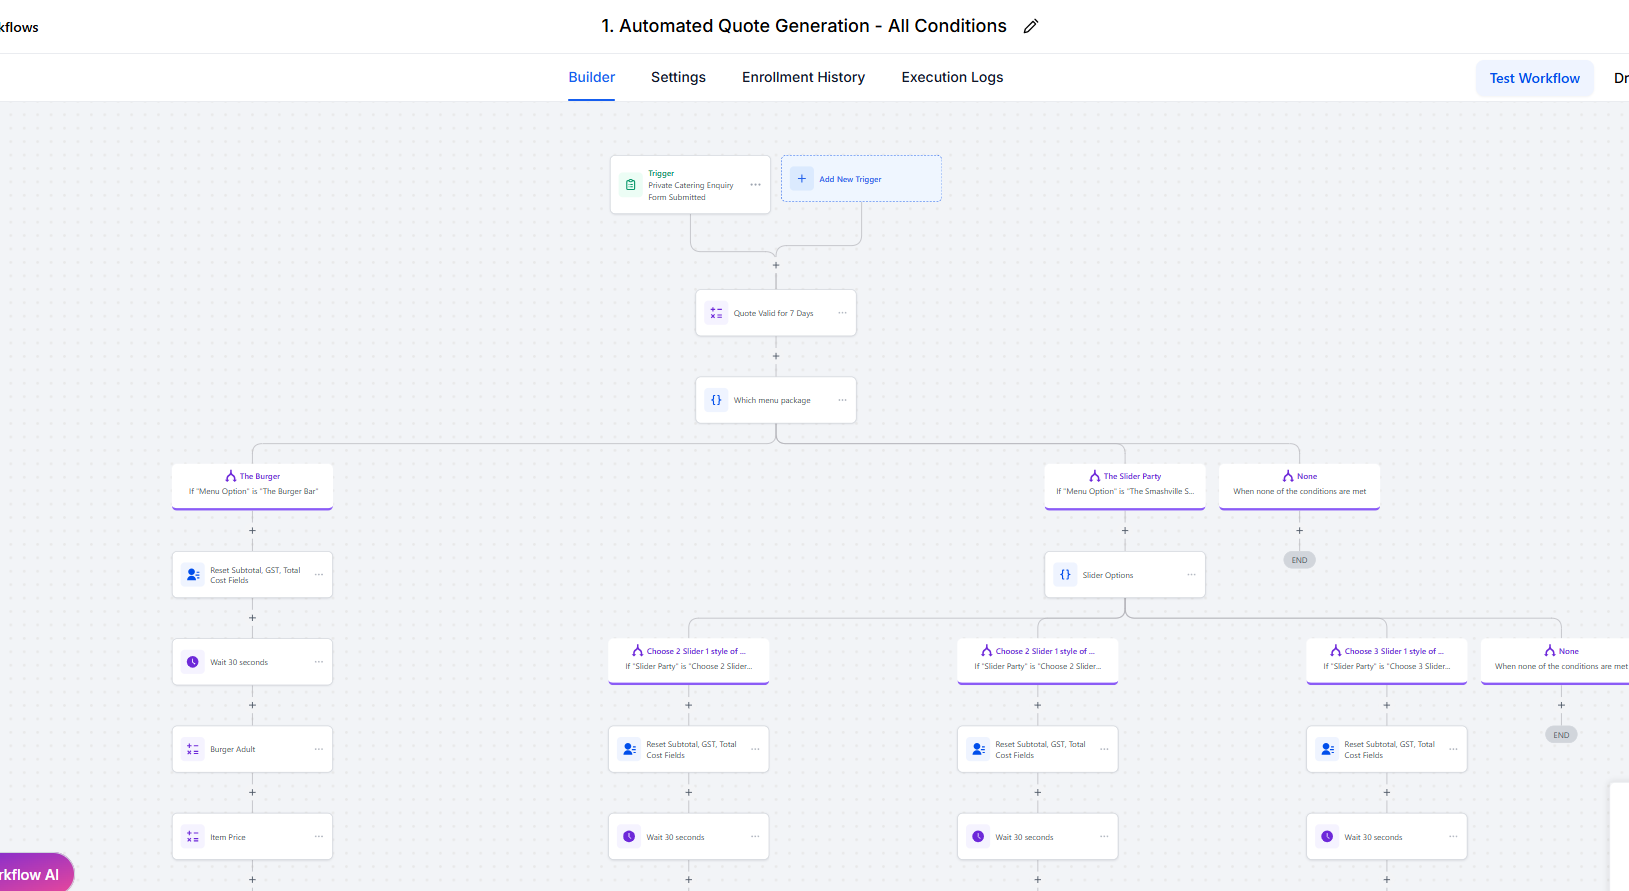 kflows
1. Automated Quote Generation - All Conditions
Builder
Settings
Enrollment History
Execution Logs
Test Workflow
Dr
Trigger
Private Catering Enquiry
Form Submitted
Add New Trigger
Quote Valid for 7 Days
Which menu package
The Burger
If "Menu Option" is "The Burger Bar"
The Slider Party
If "Menu Option" is "The Smashville S...
None
When none of the conditions are met
Reset Subtotal, GST, Total
Cost Fields
Slider Options
END
Wait 30 seconds
Choose 2 Slider 1 style of ...
If "Slider Party" is "Choose 2 Slider...
Choose 2 Slider 1 style of ...
If "Slider Party" is "Choose 2 Slider...
Choose 3 Slider 1 style of ...
If "Slider Party" is "Choose 3 Slider...
None
When none of the conditions are met
Burger Adult
Reset Subtotal, GST, Total
Cost Fields
Reset Subtotal, GST, Total
Cost Fields
Reset Subtotal, GST, Total
Cost Fields
END
Item Price
Wait 30 seconds
Wait 30 seconds
Wait 30 seconds
rkflow AI